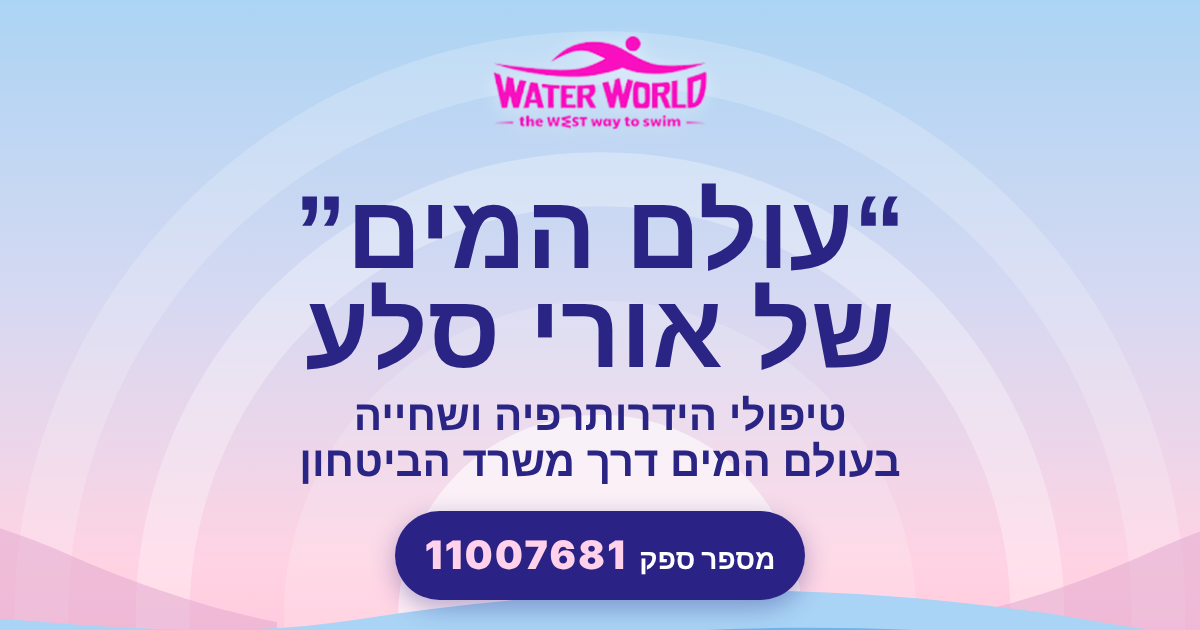 WATER WORLD
the WEST way to swim
“עולם המים”
של אורי סלע
טיפולי הידרותרפיה ושחייה
בעולם המים דרך משרד הביטחון
מספר ספק 11007681